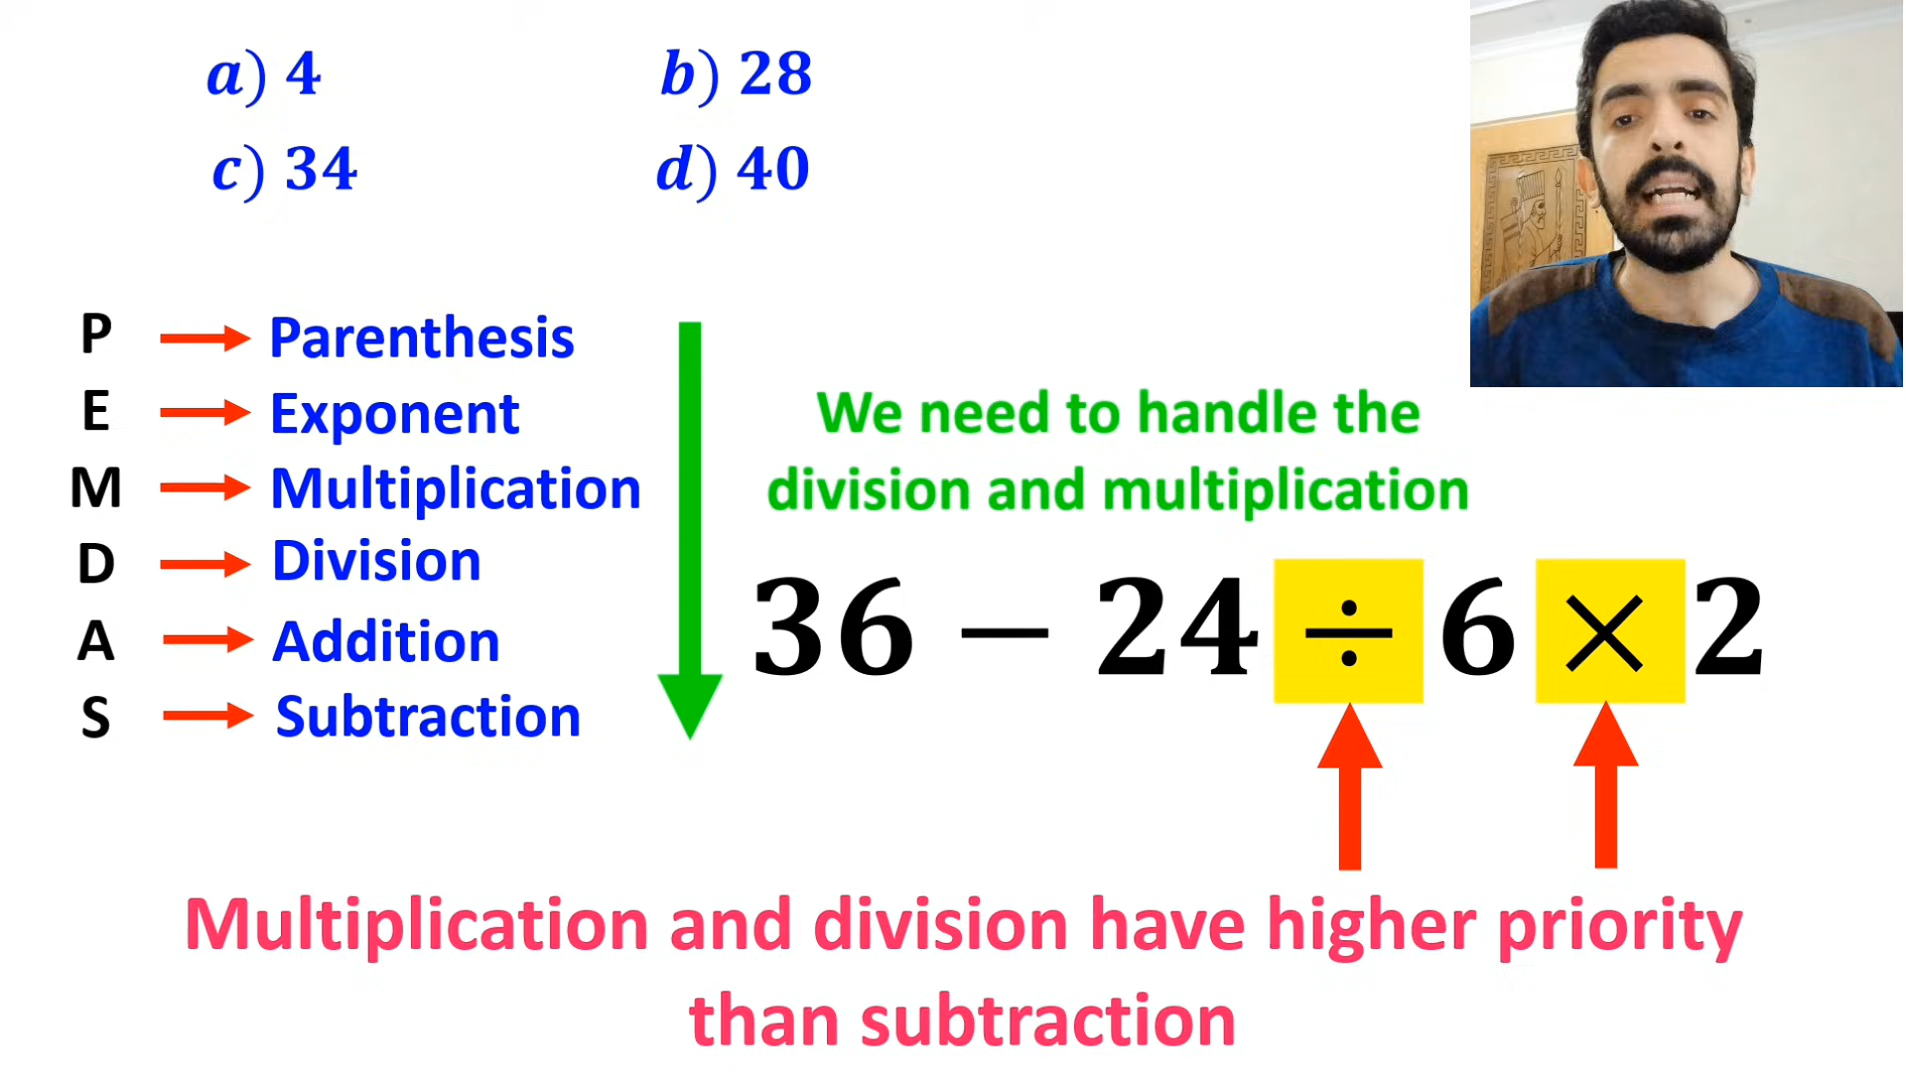 a) 4 b) 28
c) 34 d) 40
P Parenthesis
E Exponent
M Multiplication
D Division
A Addition
S Subtraction
We need to handle the
division and multiplication
36 − 24 ÷ 6 × 2
Multiplication and division have higher priority
than subtraction